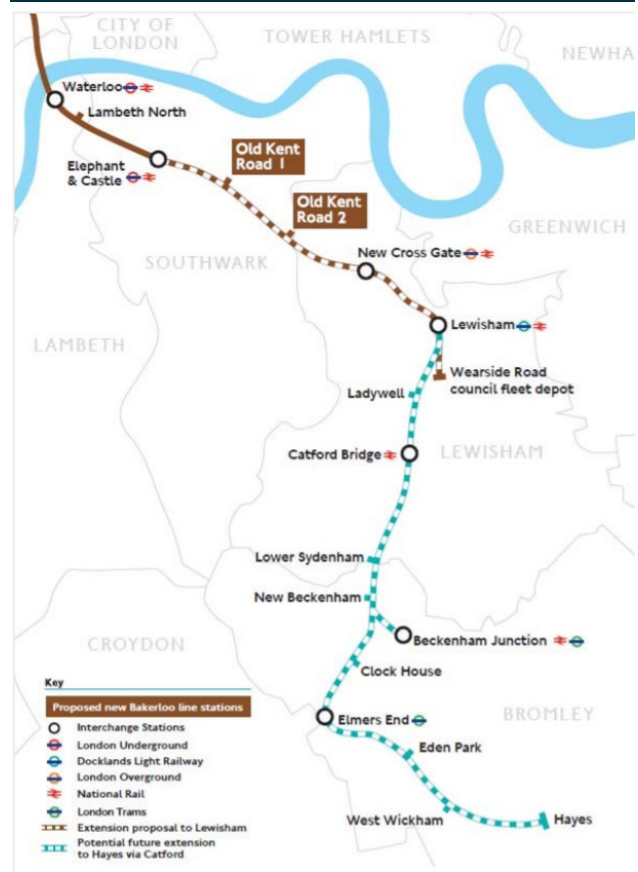 CITY OF
LONDON
TOWER HAMLETS
NEWHA
Waterloo
Lambeth North
Elephant
& Castle
Old Kent
Road 1
Old Kent
Road 2
GREENWICH
New Cross Gate
SOUTHWARK
Lewisham
LAMBETH
Wearside Road
council fleet depot
Ladywell
Catford Bridge
LEWISHAM
Lower Sydenham
New Beckenham
CROYDON
Beckenham Junction
Clock House
Key
Proposed new Bakerloo line stations
Interchange Stations
London Underground
Docklands Light Railway
London Overground
National Rail
London Trams
Extension proposal to Lewisham
Potential future extension
to Hayes via Catford
Elmers End
BROMLEY
Eden Park
West Wickham
Hayes